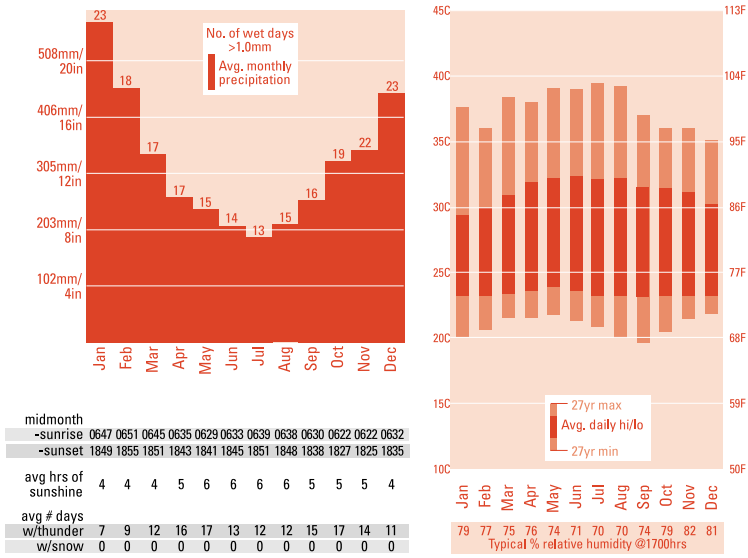 23
18
17
17
15
14
13
15
16
19
22
23
No. of wet days
>1.0mm
Avg. monthly
precipitation
508mm/
20in
406mm/
16in
305mm/
12in
203mm/
8in
102mm/
4in
Jan Feb Mar Apr May Jun Jul Aug Sep Oct Nov Dec
midmonth
-sunrise 0647 0651 0645 0635 0629 0633 0639 0638 0630 0622 0622 0632
-sunset 1849 1855 1851 1843 1841 1845 1851 1848 1838 1827 1825 1835
avg hrs of
sunshine 4 4 4 5 6 6 6 6 5 5 5 4
avg # days
w/thunder 7 9 12 16 17 13 12 12 15 17 14 11
w/snow 0 0 0 0 0 0 0 0 0 0 0 0
45C 113F
40C 104F
35C 95F
30C 86F
25C 77F
20C 68F
15C 59F
10C 50F
27yr max
Avg. daily hi/lo
27yr min
Jan Feb Mar Apr May Jun Jul Aug Sep Oct Nov Dec
79 77 75 76 74 71 70 70 74 79 82 81
Typical % relative humidity @1700hrs